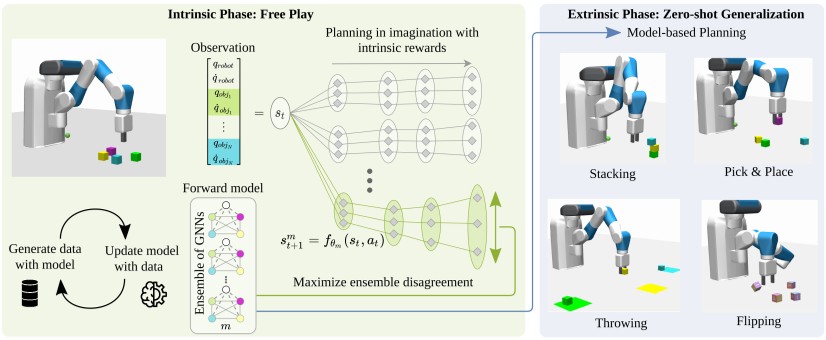 Intrinsic Phase: Free Play
Observation
q_robot
q̇_robot
q_obj_1
q̇_obj_1
⋮
q_obj_N
q̇_obj_N
=
s_t
Planning in imagination with
intrinsic rewards
Forward model
Ensemble of GNNs
m
s^m_{t+1} = f_{θ_m}(s_t, a_t)
Maximize ensemble disagreement
Generate data
with model
Update model
with data
Extrinsic Phase: Zero-shot Generalization
Model-based Planning
Stacking
Pick & Place
Throwing
Flipping